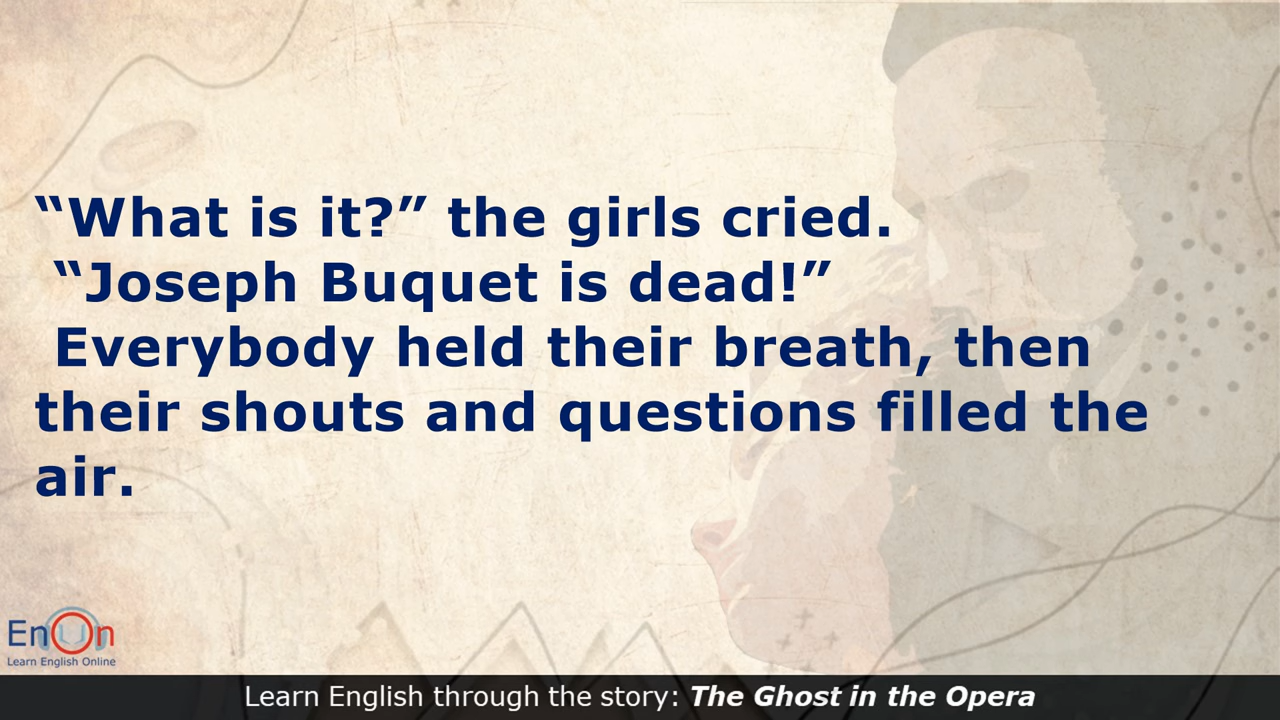 “What is it?” the girls cried.
“Joseph Buquet is dead!”
Everybody held their breath, then
their shouts and questions filled the
air.
EnOn
Learn English Online
Learn English through the story: The Ghost in the Opera